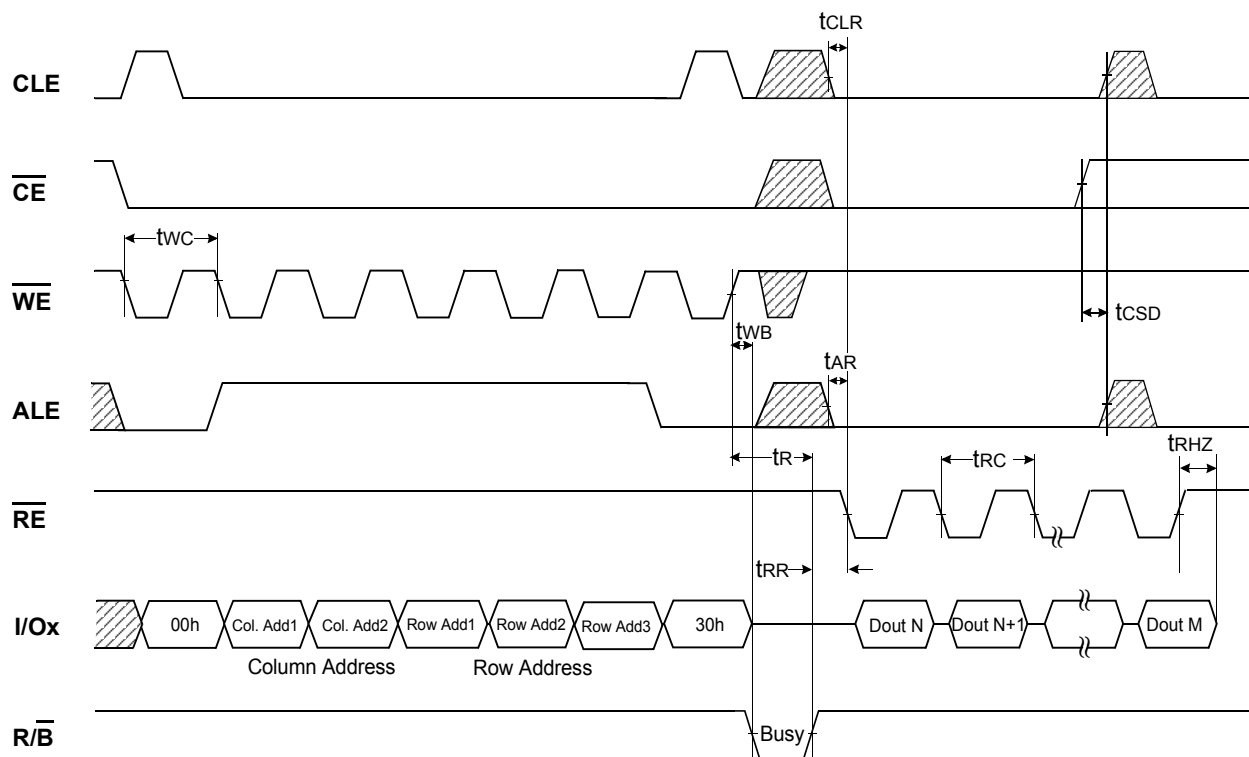 tCLR
CLE
CE
tWC
WE
tCSD
tWB
tAR
ALE
tRHZ
tR
tRC
RE
tRR
I/Ox
00h
Col. Add1
Col. Add2
Row Add1
Row Add2
Row Add3
30h
Dout N
Dout N+1
Dout M
Column Address
Row Address
R/B
Busy